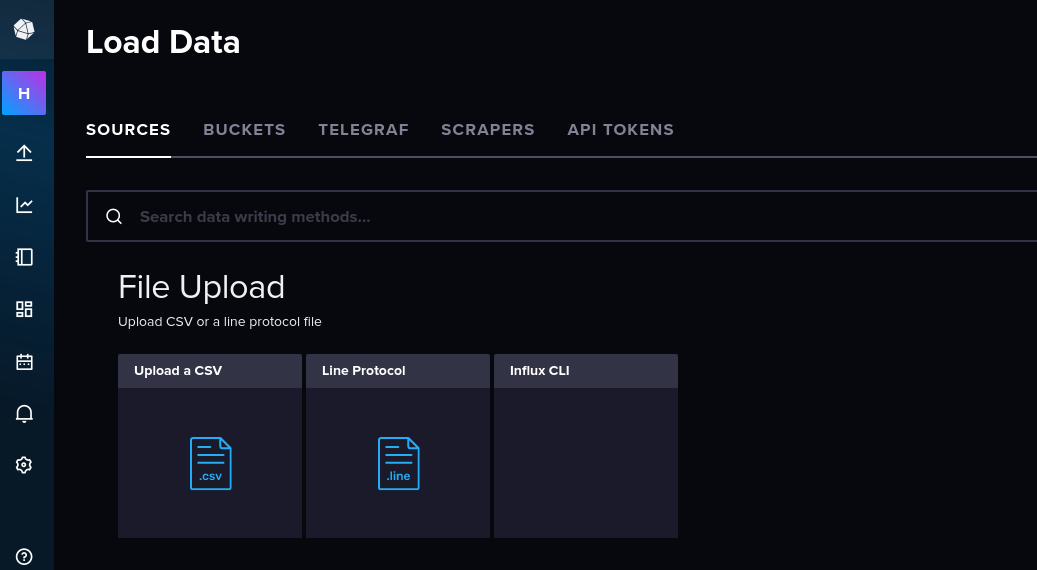 Load Data
H
SOURCES BUCKETS TELEGRAF SCRAPERS API TOKENS
Search data writing methods...
File Upload
Upload CSV or a line protocol file
Upload a CSV Line Protocol Influx CLI
.csv .line